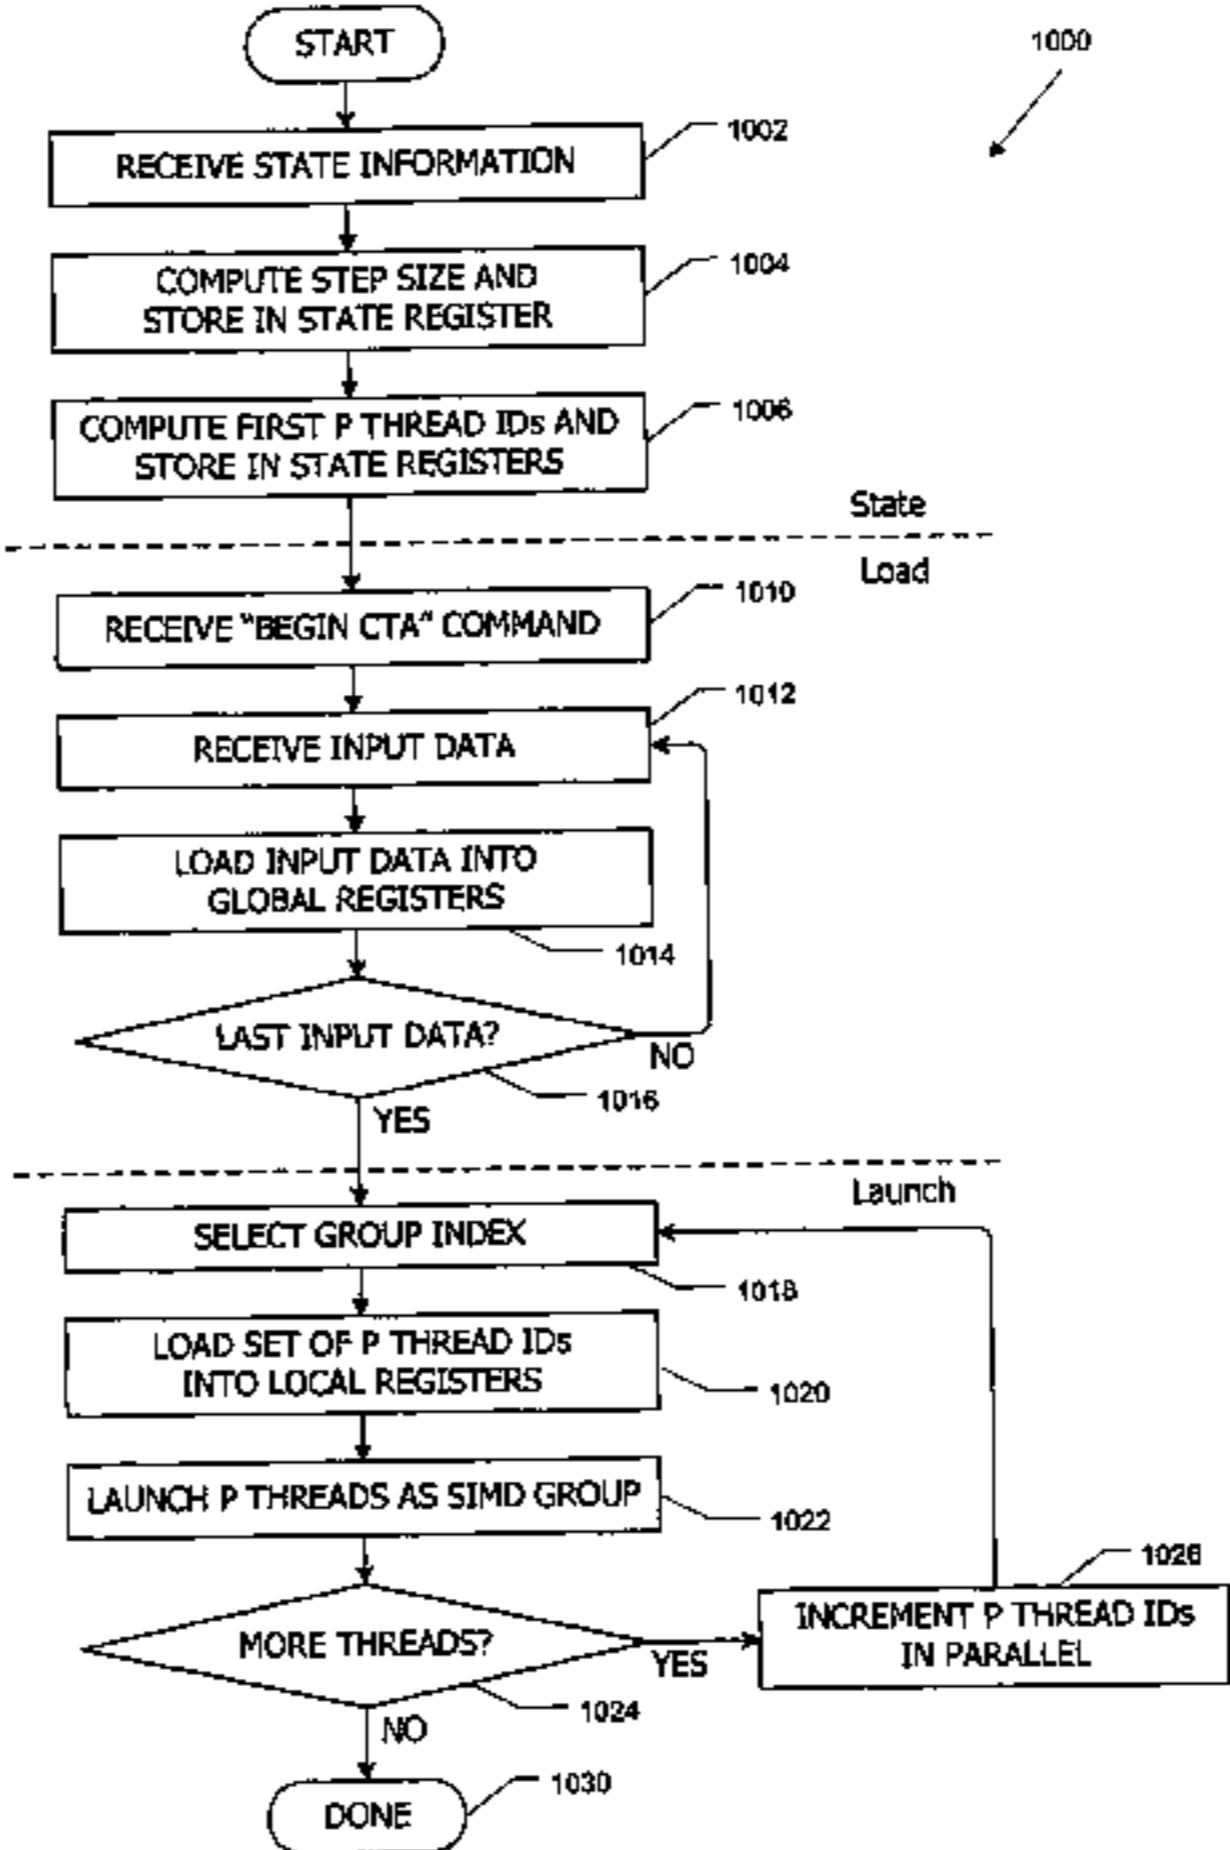 START
1000
1002
RECEIVE STATE INFORMATION
1004
COMPUTE STEP SIZE AND
STORE IN STATE REGISTER
1006
COMPUTE FIRST P THREAD IDs AND
STORE IN STATE REGISTERS
State
Load
1010
RECEIVE "BEGIN CTA" COMMAND
1012
RECEIVE INPUT DATA
LOAD INPUT DATA INTO
GLOBAL REGISTERS
1014
LAST INPUT DATA?
NO
1016
YES
Launch
SELECT GROUP INDEX
1018
LOAD SET OF P THREAD IDs
INTO LOCAL REGISTERS
1020
LAUNCH P THREADS AS SIMD GROUP
1022
1026
INCREMENT P THREAD IDs
IN PARALLEL
MORE THREADS?
YES
1024
NO
1030
DONE